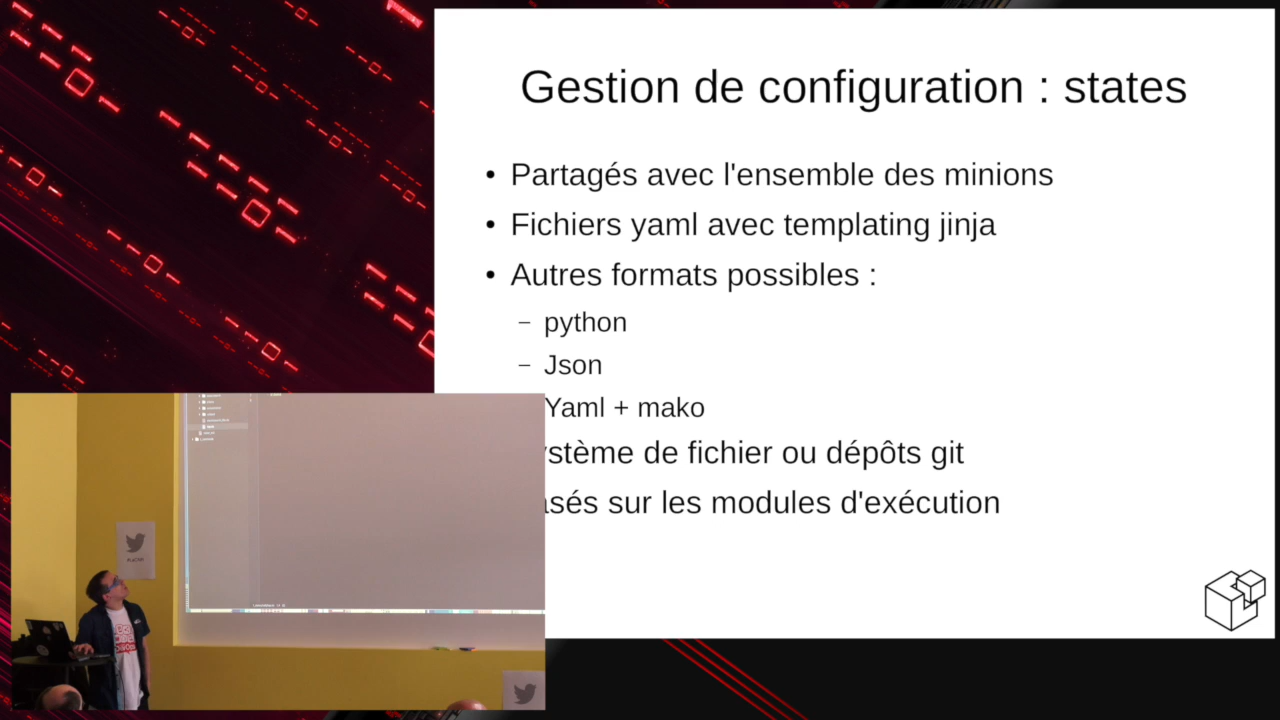 Gestion de configuration : states
• Partagés avec l'ensemble des minions
• Fichiers yaml avec templating jinja
• Autres formats possibles :
– python
– Json
Yaml + mako
ystème de fichier ou dépôts git
asés sur les modules d'exécution